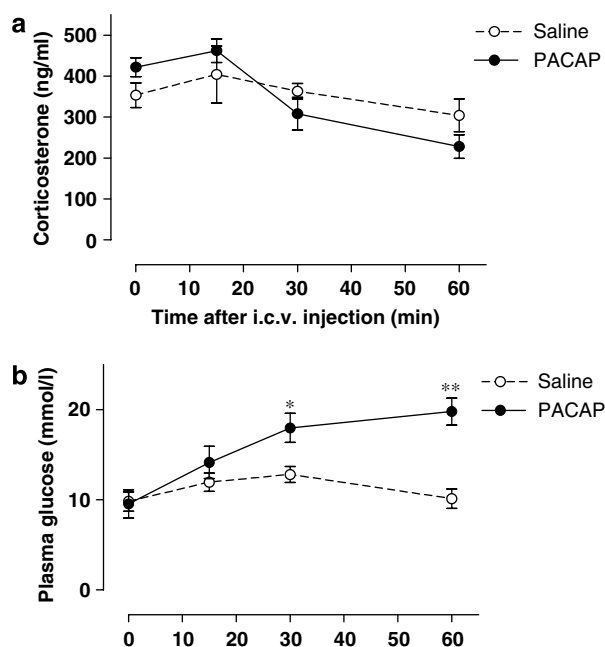 a
Saline
PACAP
Corticosterone (ng/ml)
500
400
300
200
100
0
0 10 20 30 40 50 60
Time after i.c.v. injection (min)
b
Saline
PACAP
Plasma glucose (mmol/l)
20
10
0
*
**
0 10 20 30 40 50 60